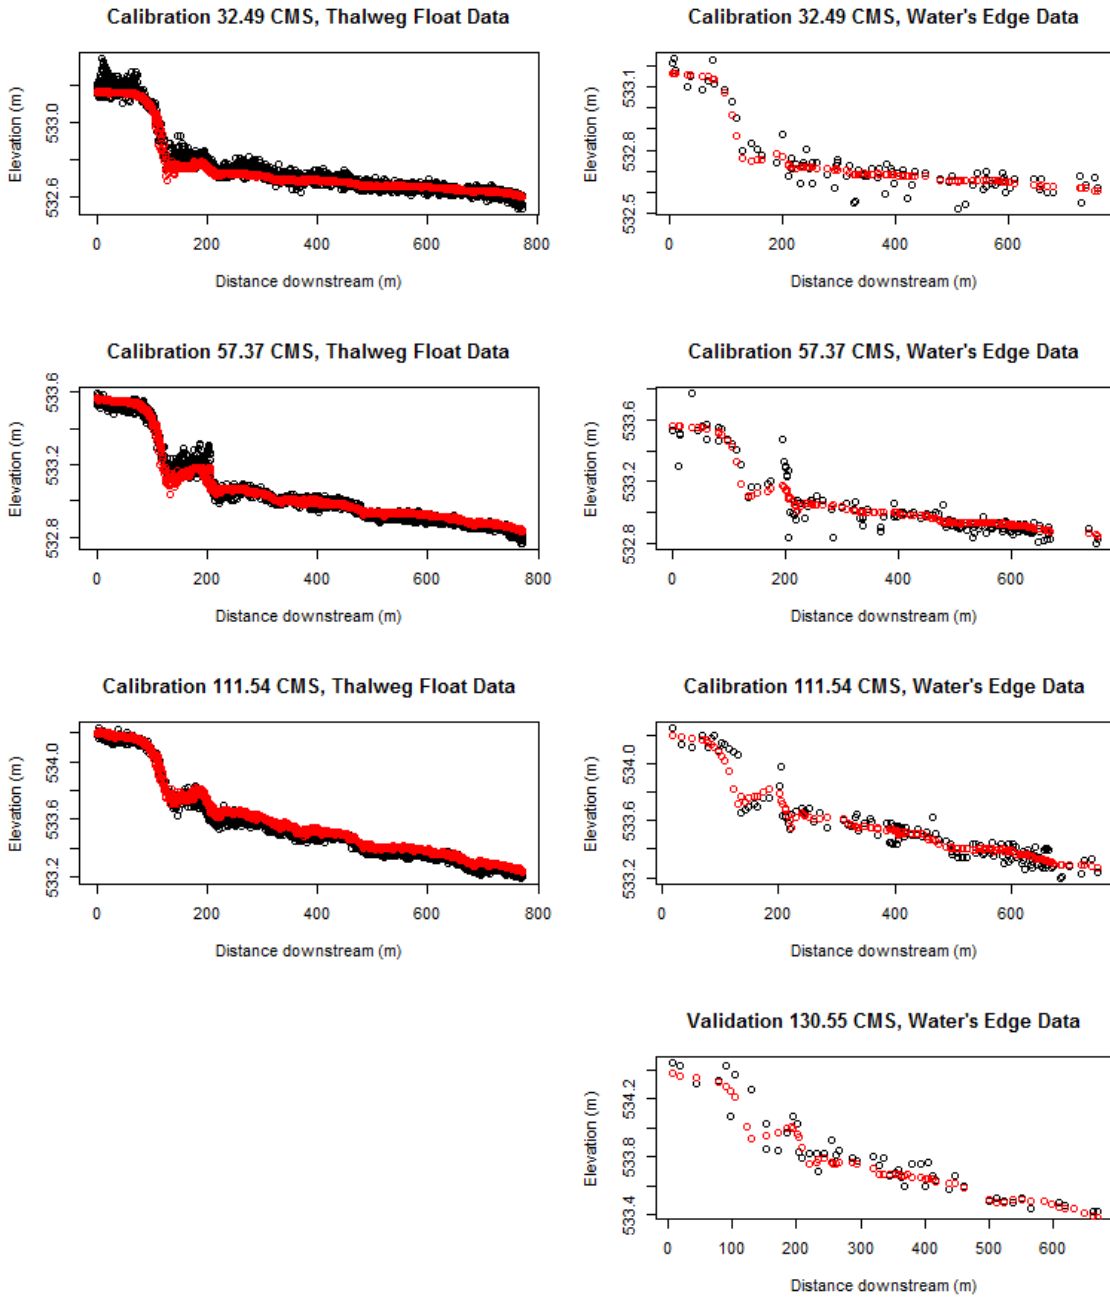 Calibration 32.49 CMS, Thalweg Float Data
Elevation (m)
533.0
532.6
0 200 400 600 800
Distance downstream (m)
Calibration 32.49 CMS, Water's Edge Data
Elevation (m)
533.1
532.8
532.5
0 200 400 600
Distance downstream (m)
Calibration 57.37 CMS, Thalweg Float Data
Elevation (m)
533.6
533.2
532.8
0 200 400 600 800
Distance downstream (m)
Calibration 57.37 CMS, Water's Edge Data
Elevation (m)
533.6
533.2
532.8
0 200 400 600
Distance downstream (m)
Calibration 111.54 CMS, Thalweg Float Data
Elevation (m)
534.0
533.6
533.2
0 200 400 600 800
Distance downstream (m)
Calibration 111.54 CMS, Water's Edge Data
Elevation (m)
534.0
533.6
533.2
0 200 400 600
Distance downstream (m)
Validation 130.55 CMS, Water's Edge Data
Elevation (m)
534.2
533.8
533.4
0 100 200 300 400 500 600
Distance downstream (m)